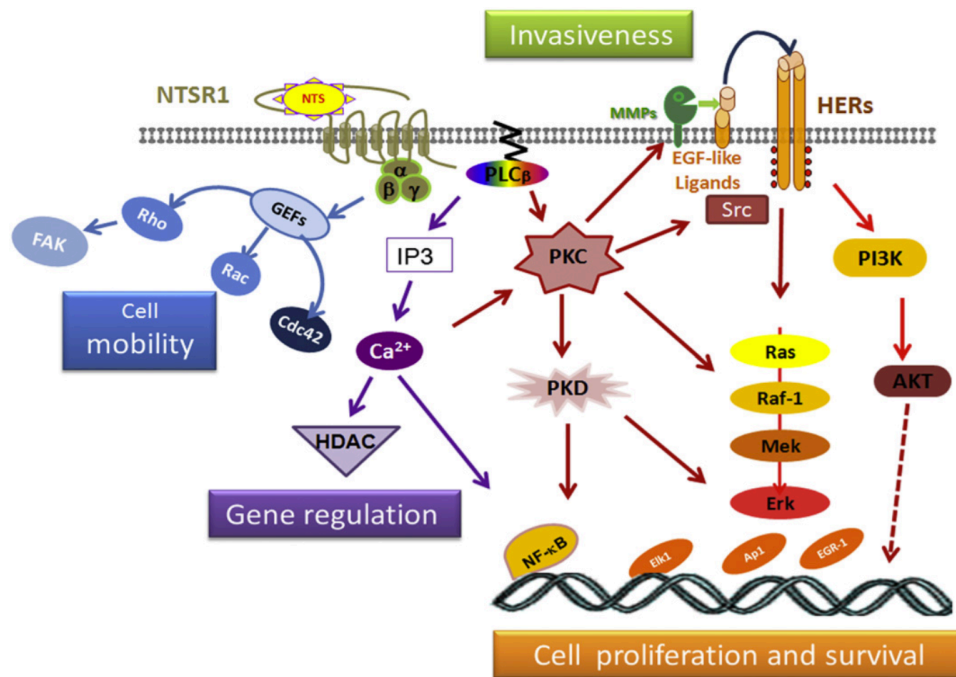 Invasiveness
NTSR1
NTS
MMPs
HERs
EGF-like
Ligands
α
β
γ
PLCβ
Src
GEFs
Rho
FAK
Rac
Cdc42
IP3
PKC
PI3K
Cell
mobility
Ca2+
PKD
Ras
AKT
Raf-1
HDAC
Mek
Gene regulation
Erk
NF-κB
Elk1
Ap1
EGR-1
Cell proliferation and survival